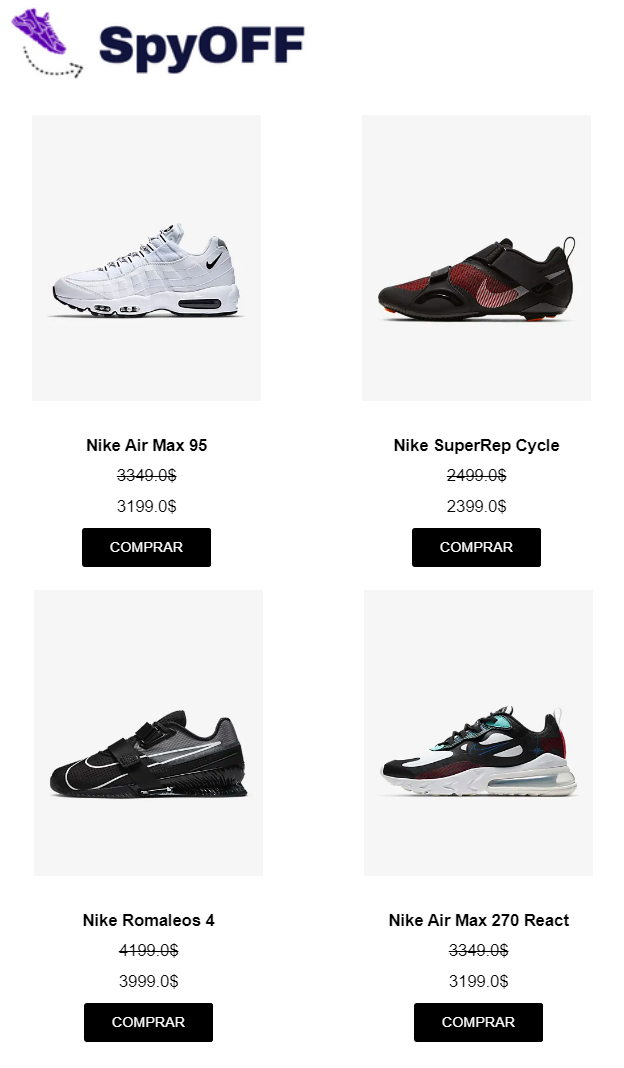 SpyOFF
Nike Air Max 95
3349.0$
3199.0$
COMPRAR
Nike SuperRep Cycle
2499.0$
2399.0$
COMPRAR
Nike Romaleos 4
4199.0$
3999.0$
COMPRAR
Nike Air Max 270 React
3349.0$
3199.0$
COMPRAR